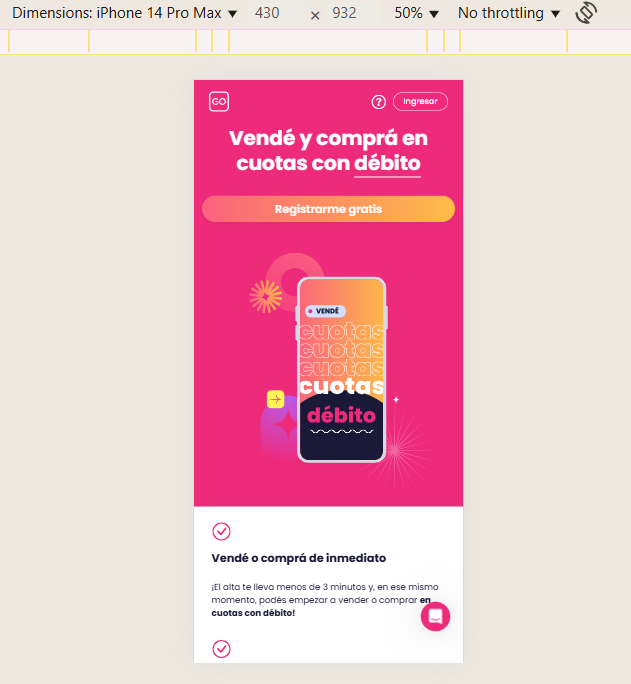 Dimensions: iPhone 14 Pro Max ▼ 430 × 932 50% ▼ No throttling ▼
GO ? Ingresar
Vendé y comprá en
cuotas con débito
Registrarme gratis
VENDÉ
cuotas
cuotas
cuotas
cuotas
débito
Vendé o comprá de inmediato
¡El alta te lleva menos de 3 minutos y, en ese mismo
momento, podés empezar a vender o comprar en
cuotas con débito!